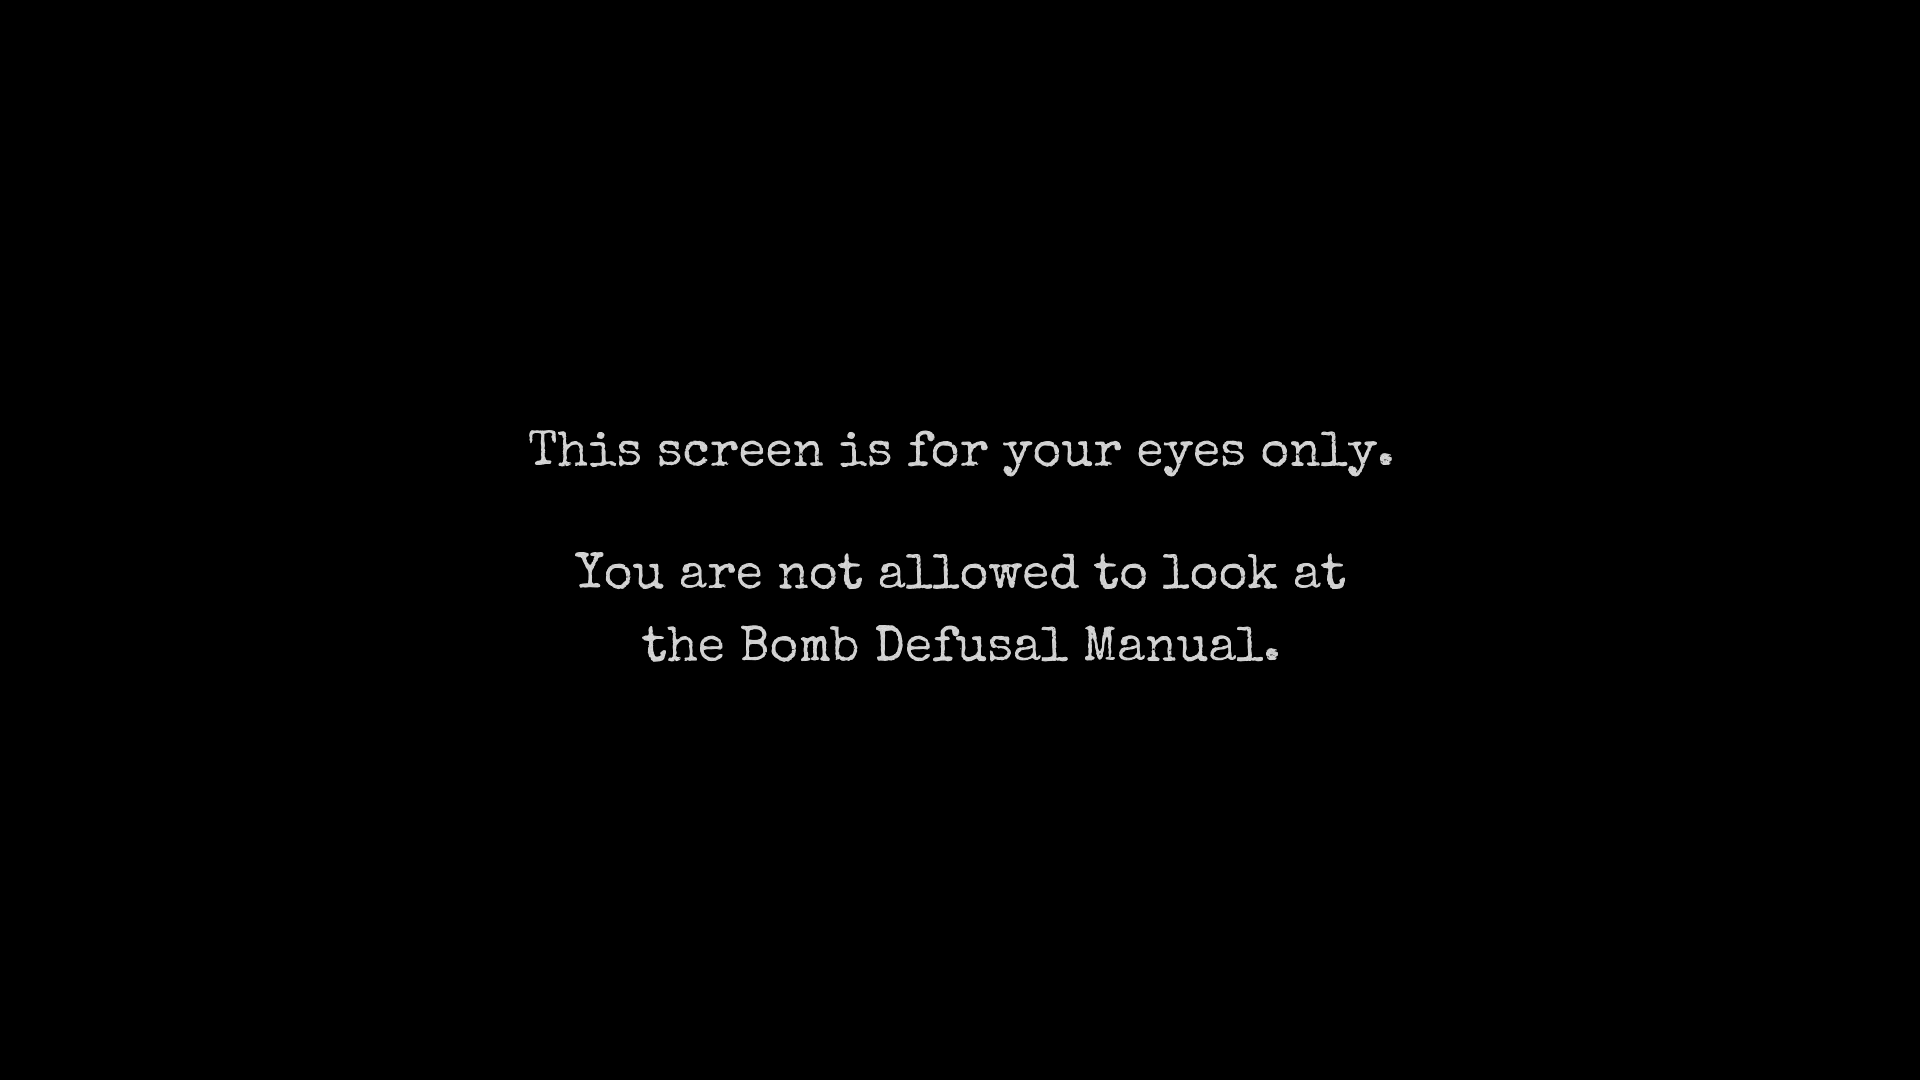 This screen is for your eyes only.
You are not allowed to look at
the Bomb Defusal Manual.